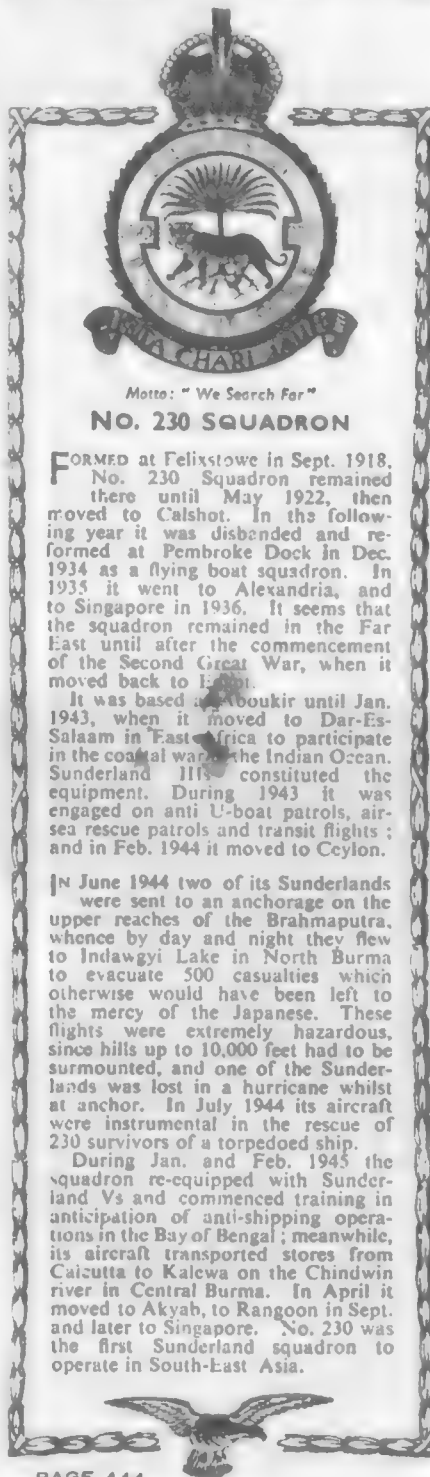 CHARI
Motto: "We Search Far"
No. 230 SQUADRON
FORMED at Felixstowe in Sept. 1918,
No. 230 Squadron remained
there until May 1922, then
moved to Calshot. In the follow-
ing year it was disbanded and re-
formed at Pembroke Dock in Dec.
1934 as a flying boat squadron. In
1935 it went to Alexandria, and
to Singapore in 1936. It seems that
the squadron remained in the Far
East until after the commencement
of the Second Great War, when it
moved back to
It was based Aboukir until Jan.
1943, when it moved to Dar-Es-
Salaam in East Africa to participate
in the coastal war the Indian Ocean.
Sunderland IIIs constituted the
equipment. During 1943 it was
engaged on anti U-boat patrols, air-
sea rescue patrols and transit flights ;
and in Feb. 1944 it moved to Ceylon.
IN June 1944 two of its Sunderlands
were sent to an anchorage on the
upper reaches of the Brahmaputra,
whence by day and night they flew
to Indawgyi Lake in North Burma
to evacuate 500 casualties which
otherwise would have been left to
the mercy of the Japanese. These
flights were extremely hazardous,
since hills up to 10,000 feet had to be
surmounted, and one of the Sunder-
lands was lost in a hurricane whilst
at anchor. In July 1944 its aircraft
were instrumental in the rescue of
230 survivors of a torpedoed ship.
During Jan. and Feb. 1945 the
squadron re-equipped with Sunder-
land Vs and commenced training in
anticipation of anti-shipping opera-
tions in the Bay of Bengal ; meanwhile,
its aircraft transported stores from
Calcutta to Kalewa on the Chindwin
river in Central Burma. In April it
moved to Akyab, to Rangoon in Sept.
and later to Singapore. No. 230 was
the first Sunderland squadron to
operate in South-East Asia.
PAGE 444